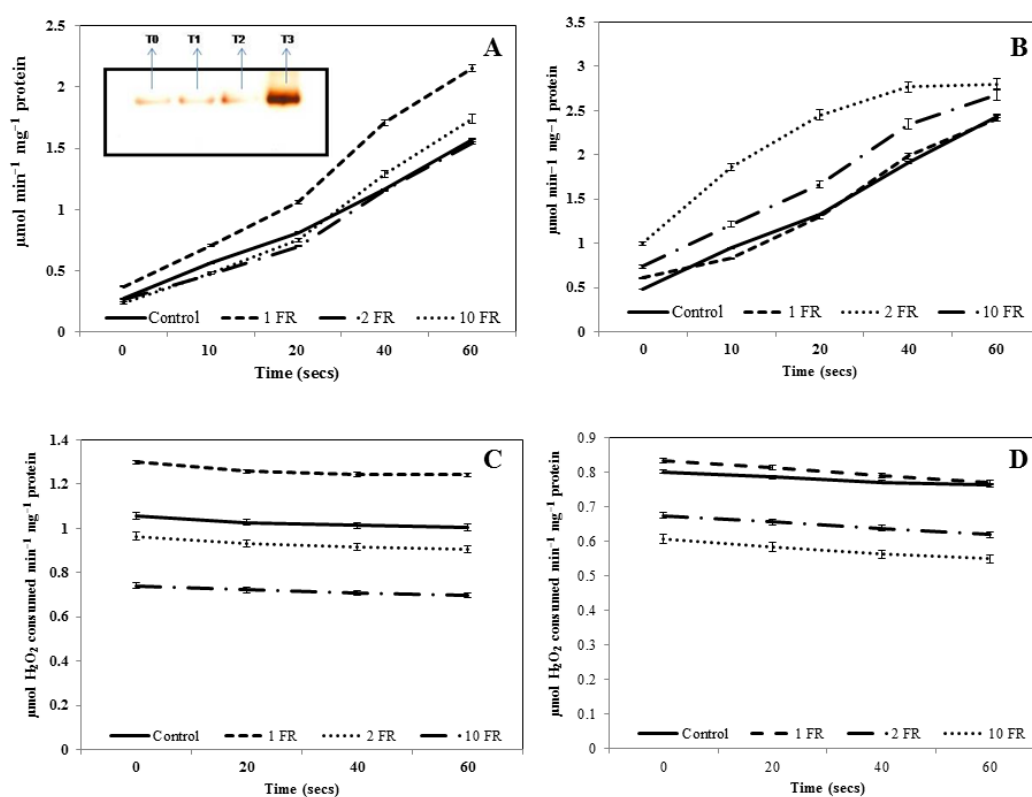 A
T0 T1 T2 T3
μmol min⁻¹ mg⁻¹ protein
2.5
2
1.5
1
0.5
0
Control 1 FR 2 FR 10 FR
0 10 20 40 60
Time (secs)
B
μmol min−1 mg⁻¹ protein
3.5
3
2.5
2
1.5
1
0.5
0
Control 1 FR 2 FR 10 FR
0 10 20 40 60
Time (secs)
C
μmol H₂O₂ consumed min⁻¹ mg⁻¹ protein
1.4
1.2
1
0.8
0.6
0.4
0.2
0
Control 1 FR 2 FR 10 FR
0 20 40 60
Time (secs)
D
μmol H₂O₂ consumed min⁻¹ mg⁻¹ protein
0.9
0.8
0.7
0.6
0.5
0.4
0.3
0.2
0.1
0
Control 1 FR 2 FR 10 FR
0 20 40 60
Time (secs)